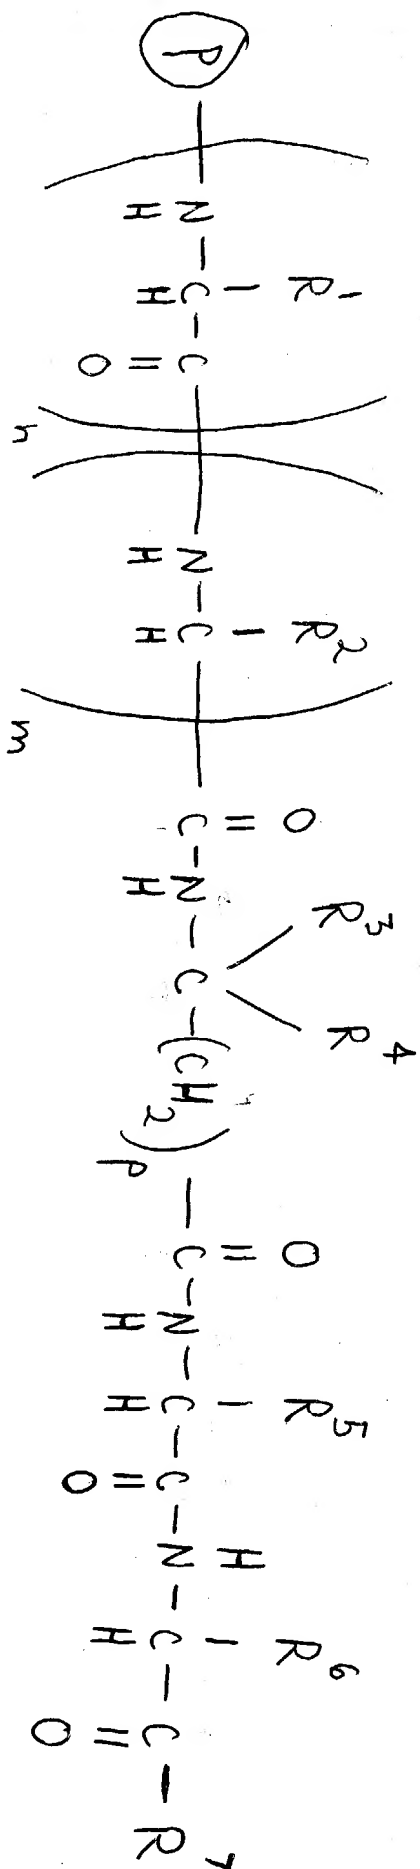 R¹ R² O R³ R⁴ O R⁵ H R⁶
P – ( N – C – C ) ( N – C ) – C – N – C – (CH₂)p – C – N – C – C – N – C – C – R⁷
H H O n H H m H H H O H O